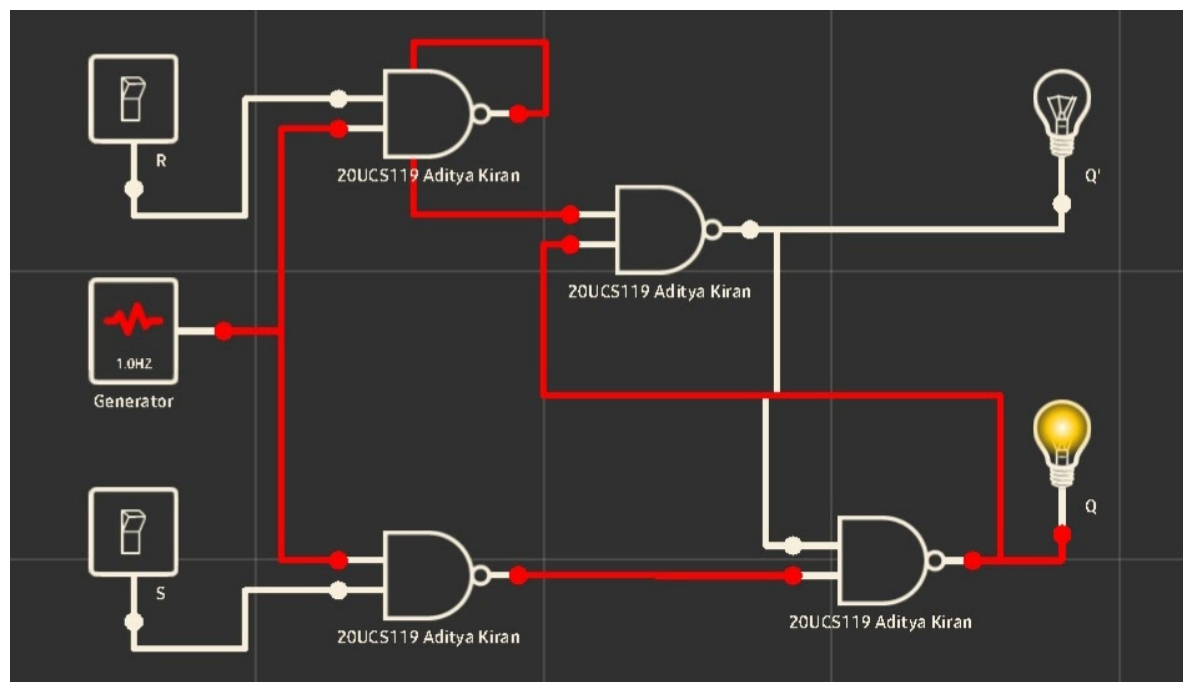 R
20UCS119 Aditya Kiran
Q'
20UCS119 Aditya Kiran
1.0HZ
Generator
Q
S
20UCS119 Aditya Kiran
20UCS119 Aditya Kiran